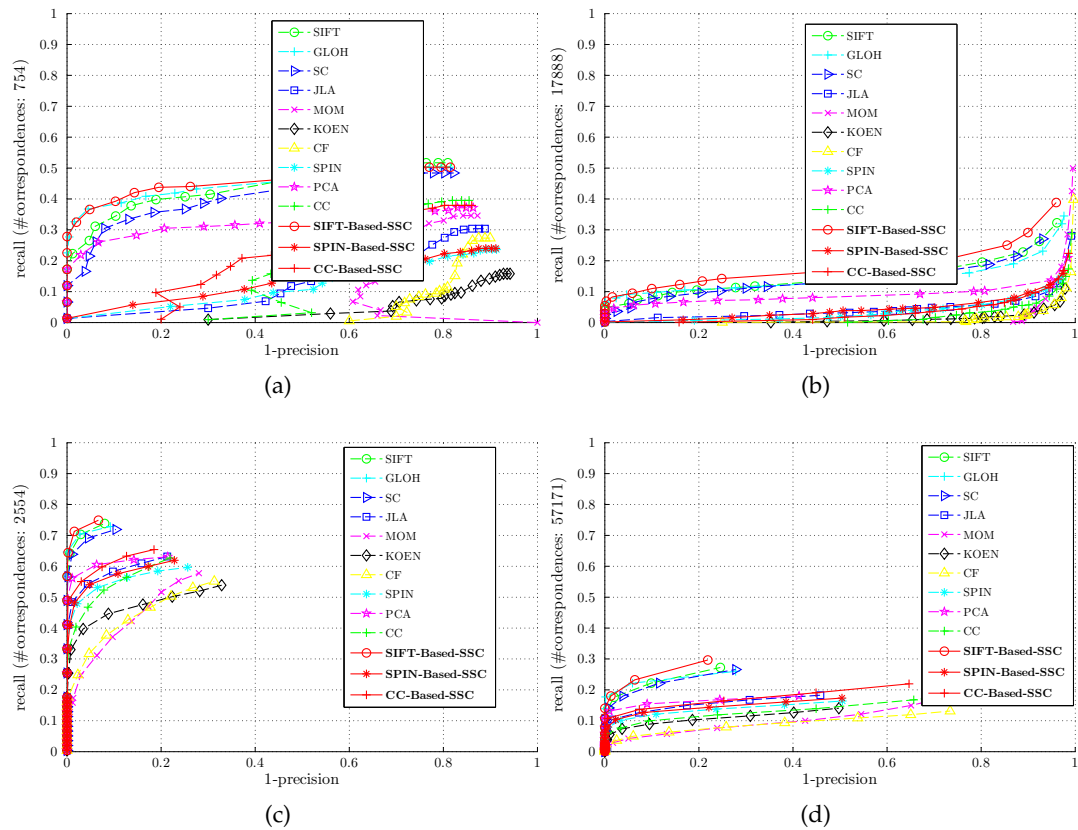 1
0.9
0.8
0.7
0.6
0.5
0.4
0.3
0.2
0.1
0
recall (#correspondences: 754)
SIFT
GLOH
SC
JLA
MOM
KOEN
CF
SPIN
PCA
CC
SIFT-Based-SSC
SPIN-Based-SSC
CC-Based-SSC
0 0.2 0.4 0.6 0.8 1
1-precision
(a)
1
0.9
0.8
0.7
0.6
0.5
0.4
0.3
0.2
0.1
0
recall (#correspondences: 17888)
SIFT
GLOH
SC
JLA
MOM
KOEN
CF
SPIN
PCA
CC
SIFT-Based-SSC
SPIN-Based-SSC
CC-Based-SSC
0 0.2 0.4 0.6 0.8 1
1-precision
(b)
1
0.9
0.8
0.7
0.6
0.5
0.4
0.3
0.2
0.1
0
recall (#correspondences: 2554)
SIFT
GLOH
SC
JLA
MOM
KOEN
CF
SPIN
PCA
CC
SIFT-Based-SSC
SPIN-Based-SSC
CC-Based-SSC
0 0.2 0.4 0.6 0.8 1
1-precision
(c)
1
0.9
0.8
0.7
0.6
0.5
0.4
0.3
0.2
0.1
0
recall (#correspondences: 57171)
SIFT
GLOH
SC
JLA
MOM
KOEN
CF
SPIN
PCA
CC
SIFT-Based-SSC
SPIN-Based-SSC
CC-Based-SSC
0 0.2 0.4 0.6 0.8 1
1-precision
(d)